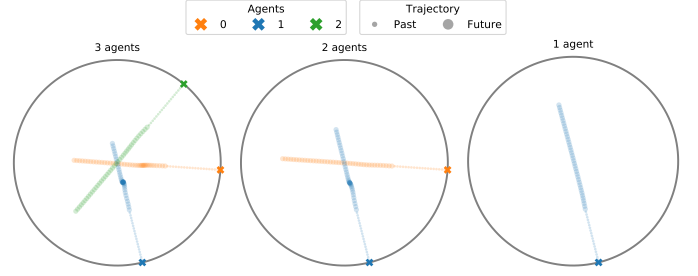 Agents
0 1 2
Trajectory
Past Future
3 agents
2 agents
1 agent